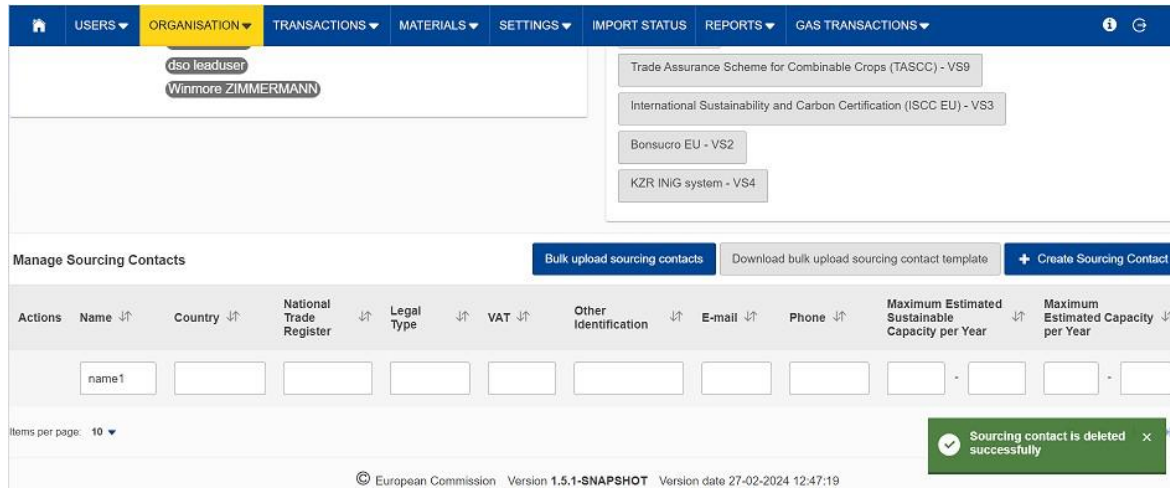 USERS ORGANISATION TRANSACTIONS MATERIALS SETTINGS IMPORT STATUS REPORTS GAS TRANSACTIONS
dso leaduser
Winmore ZIMMERMANN
Trade Assurance Scheme for Combinable Crops (TASCC) - VS9
International Sustainability and Carbon Certification (ISCC EU) - VS3
Bonsucro EU - VS2
KZR INiG system - VS4
Manage Sourcing Contacts
Bulk upload sourcing contacts
Download bulk upload sourcing contact template
+ Create Sourcing Contact
Actions
Name
Country
National
Trade
Register
Legal
Type
VAT
Other
Identification
E-mail
Phone
Maximum Estimated
Sustainable
Capacity per Year
Maximum
Estimated Capacity
per Year
name1
-
-
Items per page: 10
Sourcing contact is deleted
successfully
© European Commission Version 1.5.1-SNAPSHOT Version date 27-02-2024 12:47:19